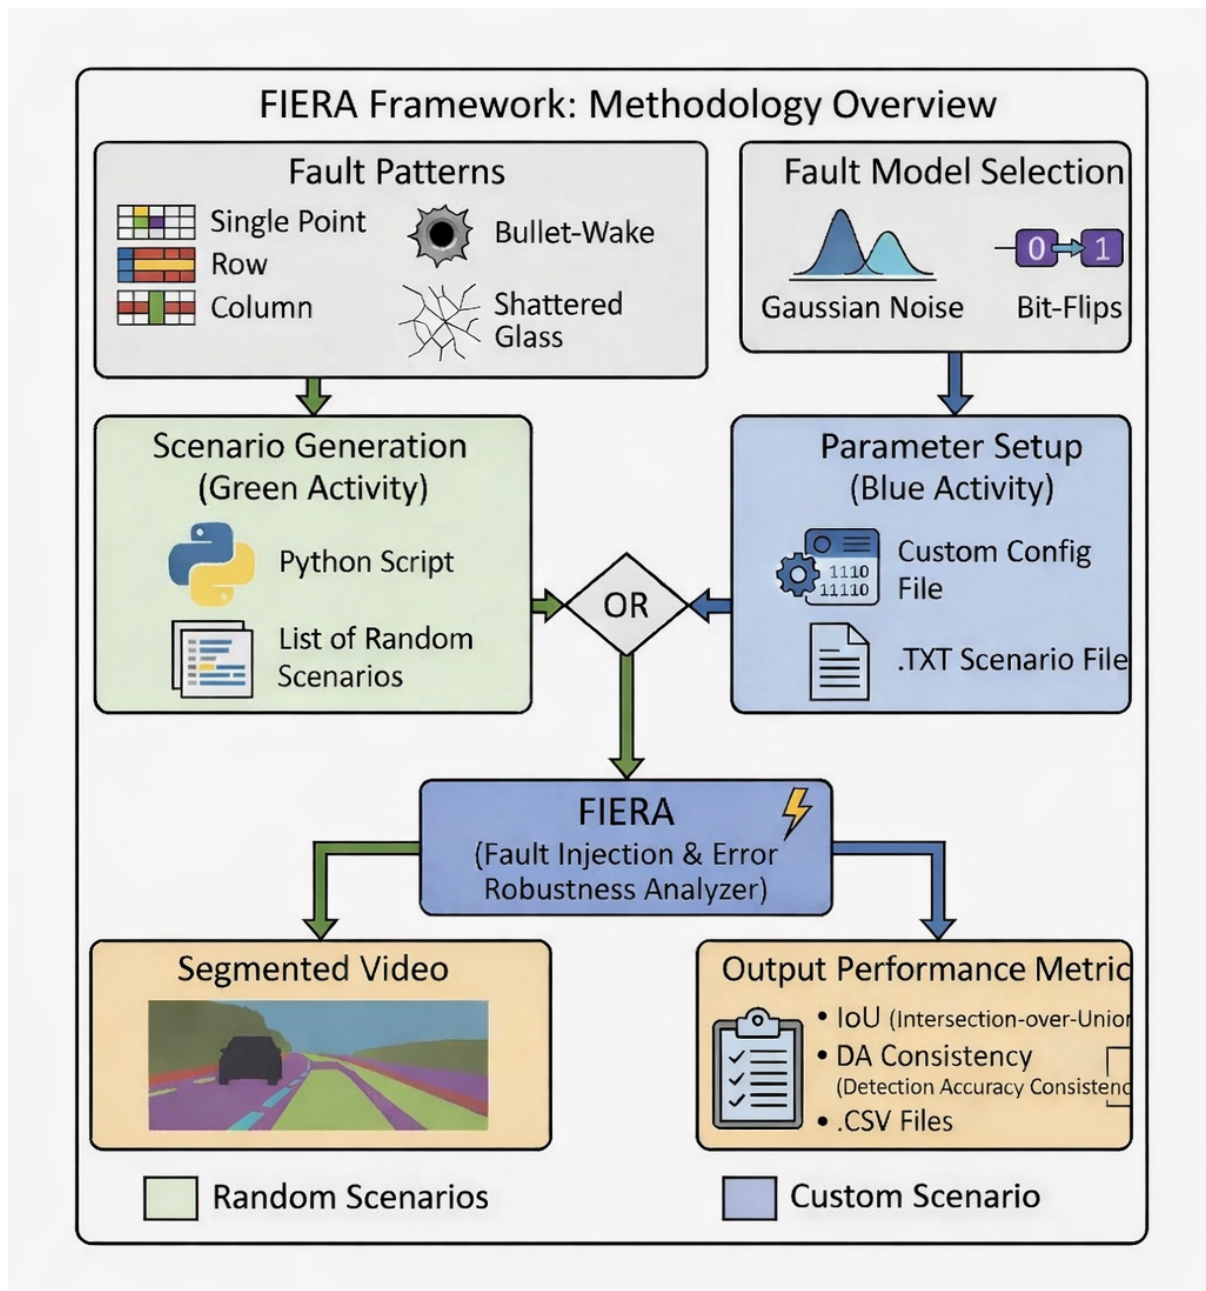 FIERA Framework: Methodology Overview
Fault Patterns
Single Point
Row
Column
Bullet-Wake
Shattered
Glass
Fault Model Selection
0 1
Gaussian Noise
Bit-Flips
Scenario Generation
(Green Activity)
Python Script
List of Random
Scenarios
OR
Parameter Setup
(Blue Activity)
1110
11110
Custom Config
File
.TXT Scenario File
FIERA
(Fault Injection & Error
Robustness Analyzer)
Segmented Video
Output Performance Metric
• IoU (Intersection-over-Union
• DA Consistency
(Detection Accuracy Consistenc
• .CSV Files
Random Scenarios
Custom Scenario